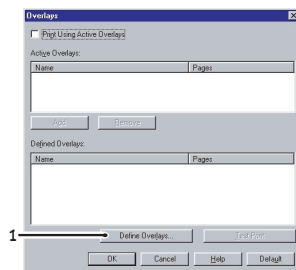 Overlays
Print Using Active Overlays
Active Overlays:
Name Pages
Add Remove
Defined Overlays:
Name Pages
1
Define Overlays... Test Print
OK Cancel Help Default